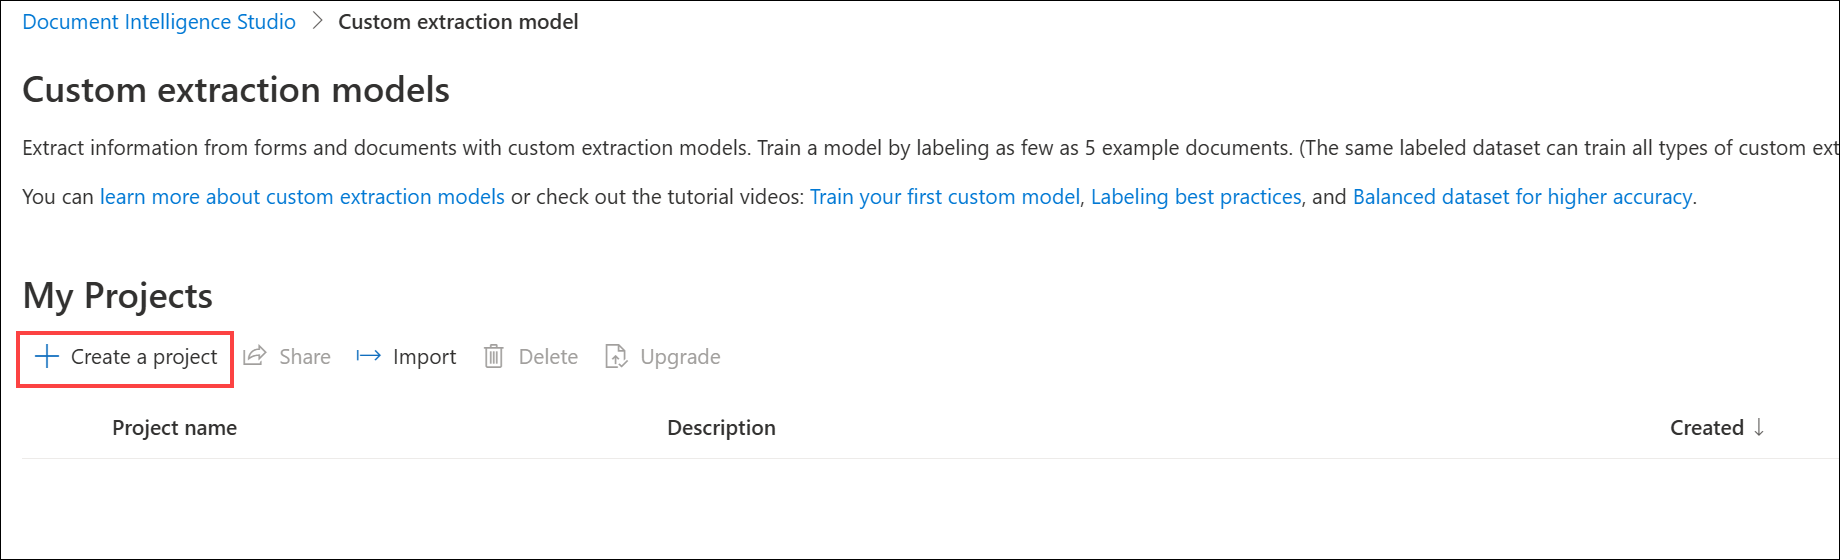 Document Intelligence Studio > Custom extraction model
Custom extraction models
Extract information from forms and documents with custom extraction models. Train a model by labeling as few as 5 example documents. (The same labeled dataset can train all types of custom ext
You can learn more about custom extraction models or check out the tutorial videos: Train your first custom model, Labeling best practices, and Balanced dataset for higher accuracy.
My Projects
Create a project Share Import Delete Upgrade
Project name Description Created ↓